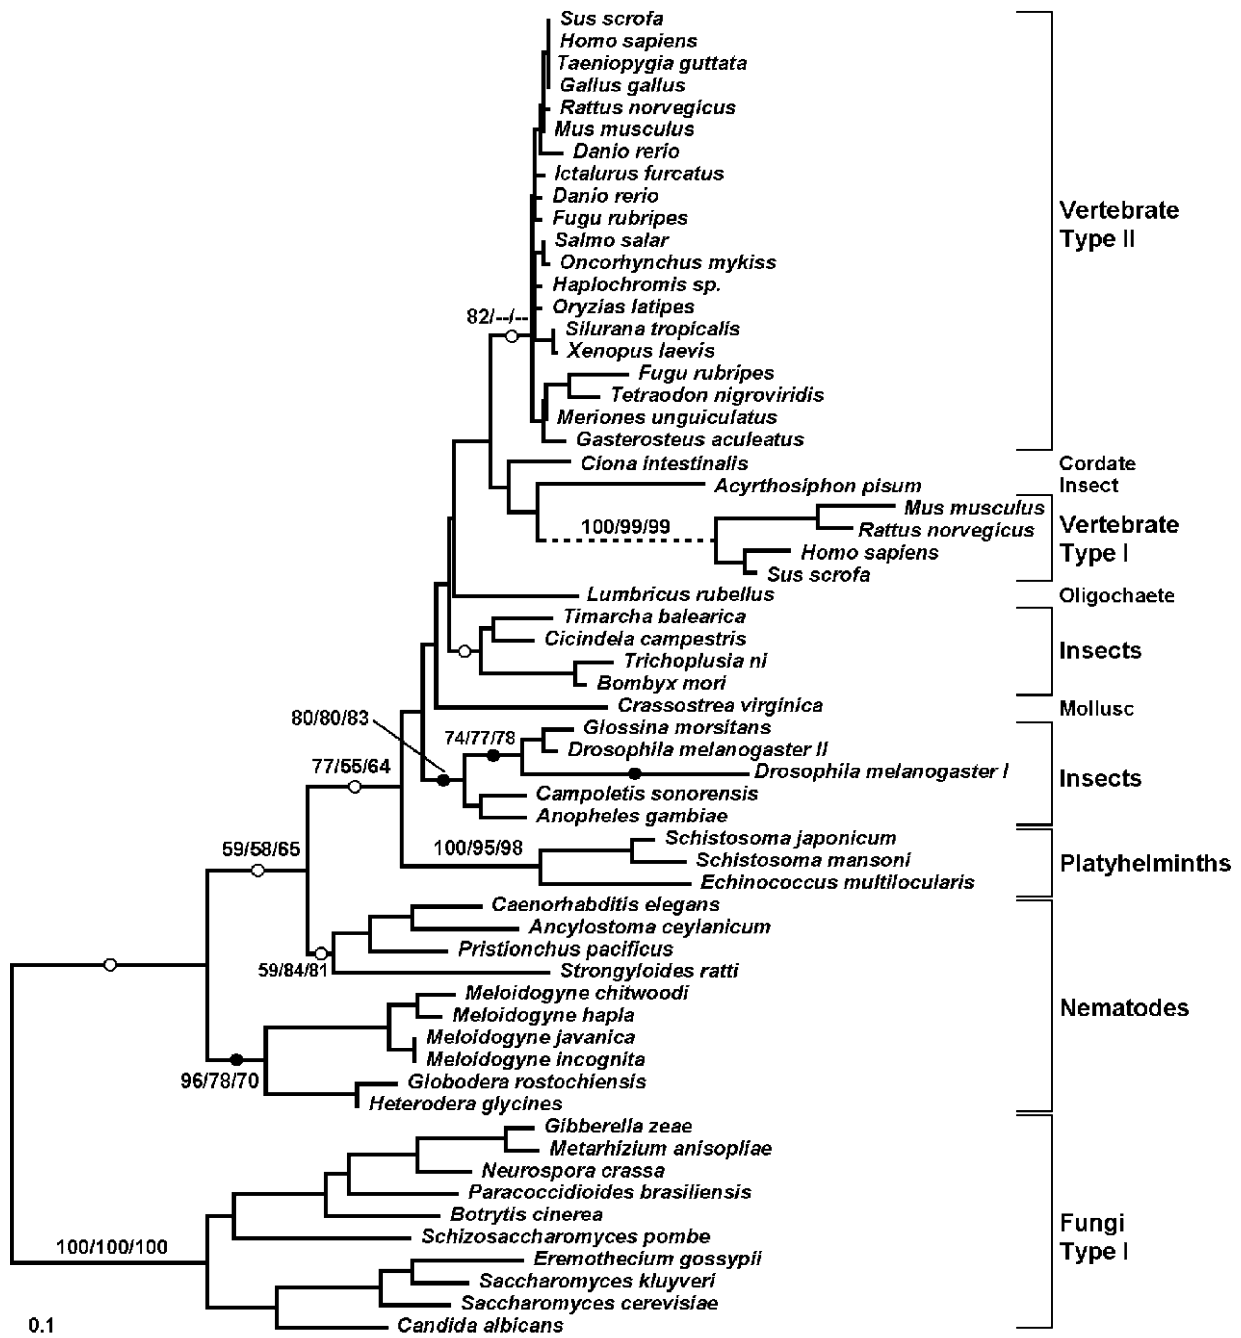 Sus scrofa
Homo sapiens
Taeniopygia guttata
Gallus gallus
Rattus norvegicus
Mus musculus
Danio rerio
Ictalurus furcatus
Danio rerio
Fugu rubripes
Vertebrate
Type II
Salmo salar
Oncorhynchus mykiss
Haplochromis sp.
Oryzias latipes
82/--/--
Silurana tropicalis
Xenopus laevis
Fugu rubripes
Tetraodon nigroviridis
Meriones unguiculatus
Gasterosteus aculeatus
Ciona intestinalis
Cordate
Acyrthosiphon pisum
Insect
Mus musculus
100/99/99
Rattus norvegicus
Vertebrate
Type I
Homo sapiens
Sus scrofa
Lumbricus rubellus
Oligochaete
Timarcha balearica
Cicindela campestris
Insects
Trichoplusia ni
Bombyx mori
Crassostrea virginica
Mollusc
80/80/83
Glossina morsitans
74/77/78
Drosophila melanogaster II
77/55/64
Drosophila melanogaster I
Insects
Campoletis sonorensis
Anopheles gambiae
Schistosoma japonicum
59/58/65
100/95/98
Schistosoma mansoni
Platyhelminths
Echinococcus multilocularis
Caenorhabditis elegans
Ancylostoma ceylanicum
Pristionchus pacificus
59/84/81
Strongyloides ratti
Meloidogyne chitwoodi
Nematodes
Meloidogyne hapla
Meloidogyne javanica
Meloidogyne incognita
96/78/70
Globodera rostochiensis
Heterodera glycines
Gibberella zeae
Metarhizium anisopliae
Neurospora crassa
Paracoccidioides brasiliensis
Botrytis cinerea
Fungi
Type I
Schizosaccharomyces pombe
100/100/100
Eremothecium gossypii
Saccharomyces kluyveri
Saccharomyces cerevisiae
Candida albicans
0.1